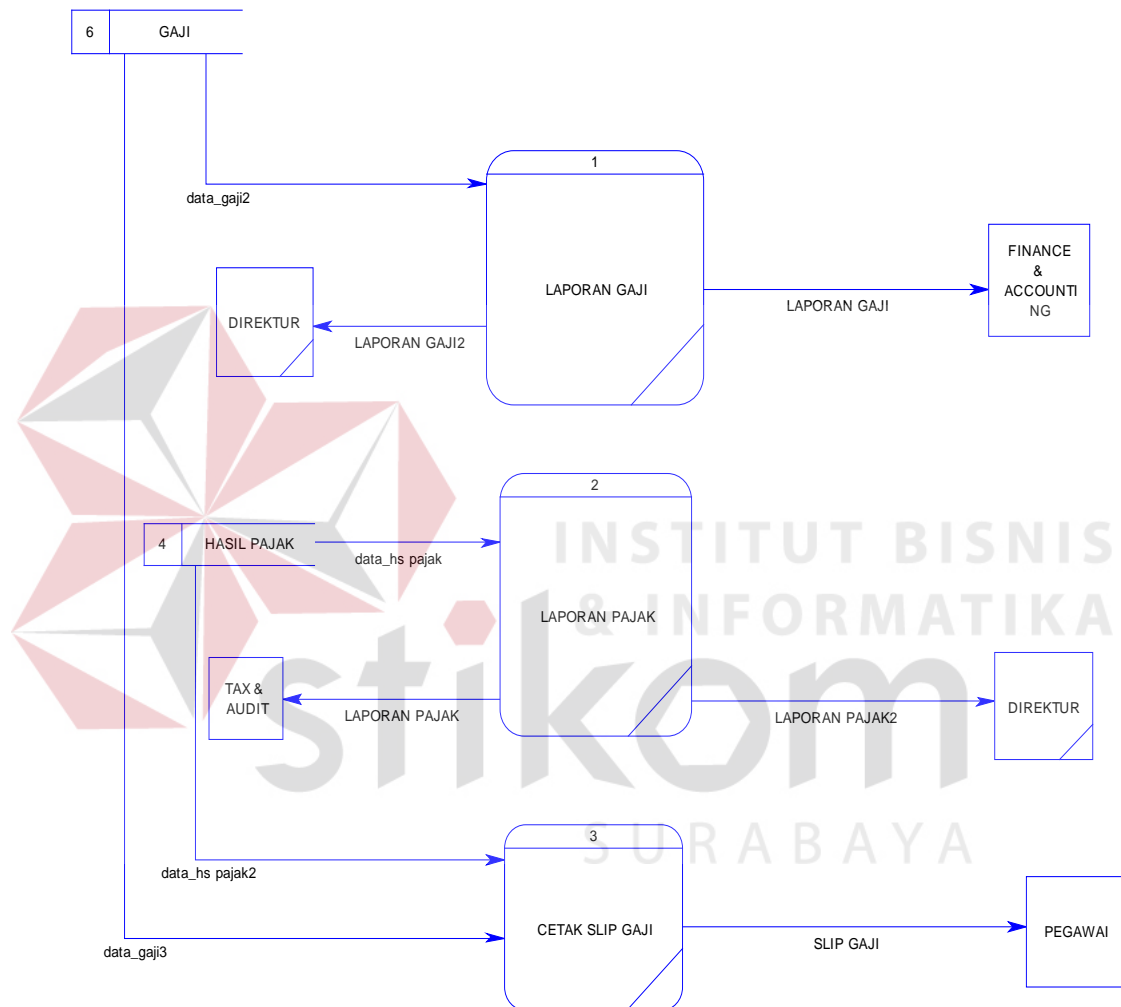 6 GAJI
1
data_gaji2
FINANCE
&
ACCOUNTI
NG
LAPORAN GAJI
LAPORAN GAJI
DIREKTUR
LAPORAN GAJI2
2
4 HASIL PAJAK
data_hs pajak
INSTITUT BISNIS
& INFORMATIKA
stikom
SURABAYA
LAPORAN PAJAK
TAX &
AUDIT
LAPORAN PAJAK
LAPORAN PAJAK2
DIREKTUR
3
data_hs pajak2
CETAK SLIP GAJI
SLIP GAJI
PEGAWAI
data_gaji3